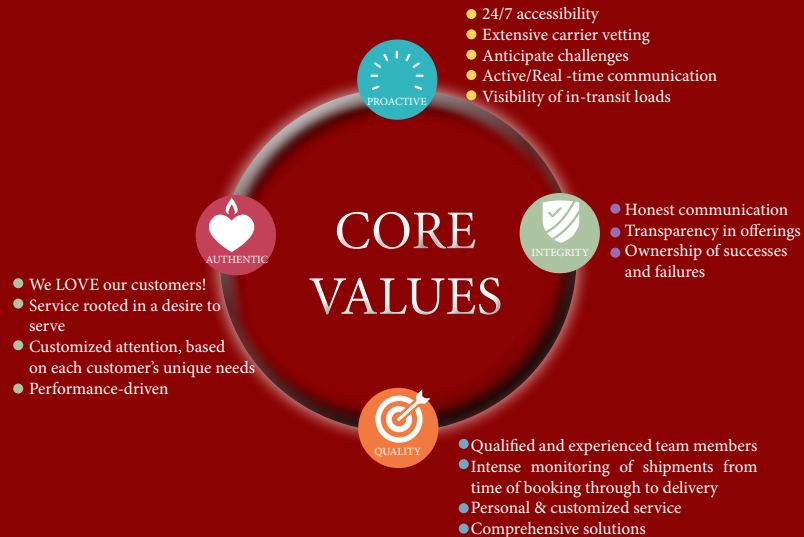 24/7 accessibility
Extensive carrier vetting
Anticipate challenges
Active/Real -time communication
Visibility of in-transit loads
PROACTIVE
CORE
VALUES
INTEGRITY
Honest communication
Transparency in offerings
Ownership of successes
and failures
AUTHENTIC
We LOVE our customers!
Service rooted in a desire to
serve
Customized attention, based
on each customer's unique needs
Performance-driven
QUALITY
Qualified and experienced team members
Intense monitoring of shipments from
time of booking through to delivery
Personal & customized service
Comprehensive solutions